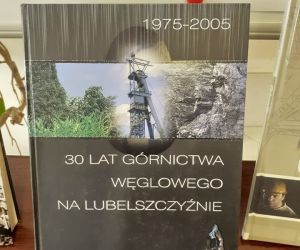 1975-2005
30 LAT GÓRNICTWA
WĘGLOWEGO
NA LUBELSZCZYŹNIE